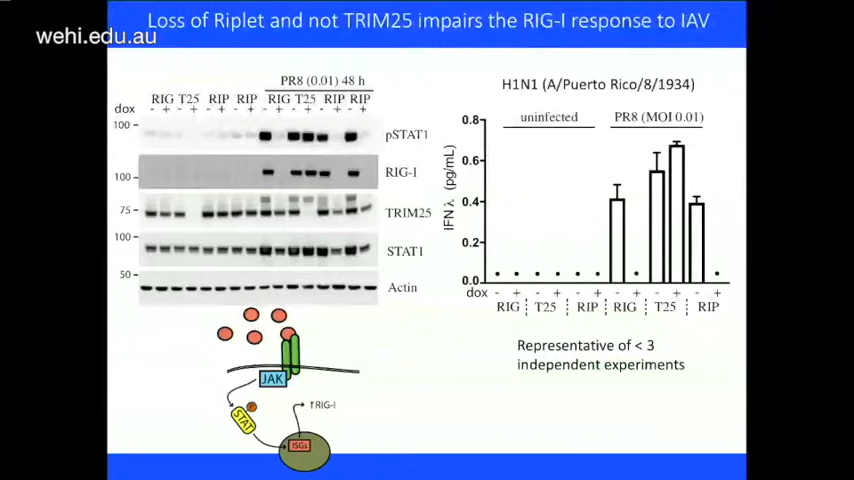 Loss of Riplet and not TRIM25 impairs the RIG-I response to IAV
wehi.edu.au
PR8 (0.01) 48 h
RIG T25 RIP RIP RIG T25 RIP RIP
dox - + - + - + - + - + - + - + - +
100
pSTAT1
100
RIG-I
75
TRIM25
100
STAT1
50
Actin
JAK
P
STAT
↑RIG-I
ISGs
H1N1 (A/Puerto Rico/8/1934)
uninfected PR8 (MOI 0.01)
IFNλ (pg/mL)
0.8
0.6
0.4
0.2
0.0
dox - + - + - + - + - + - +
RIG T25 RIP RIG T25 RIP
Representative of < 3
independent experiments